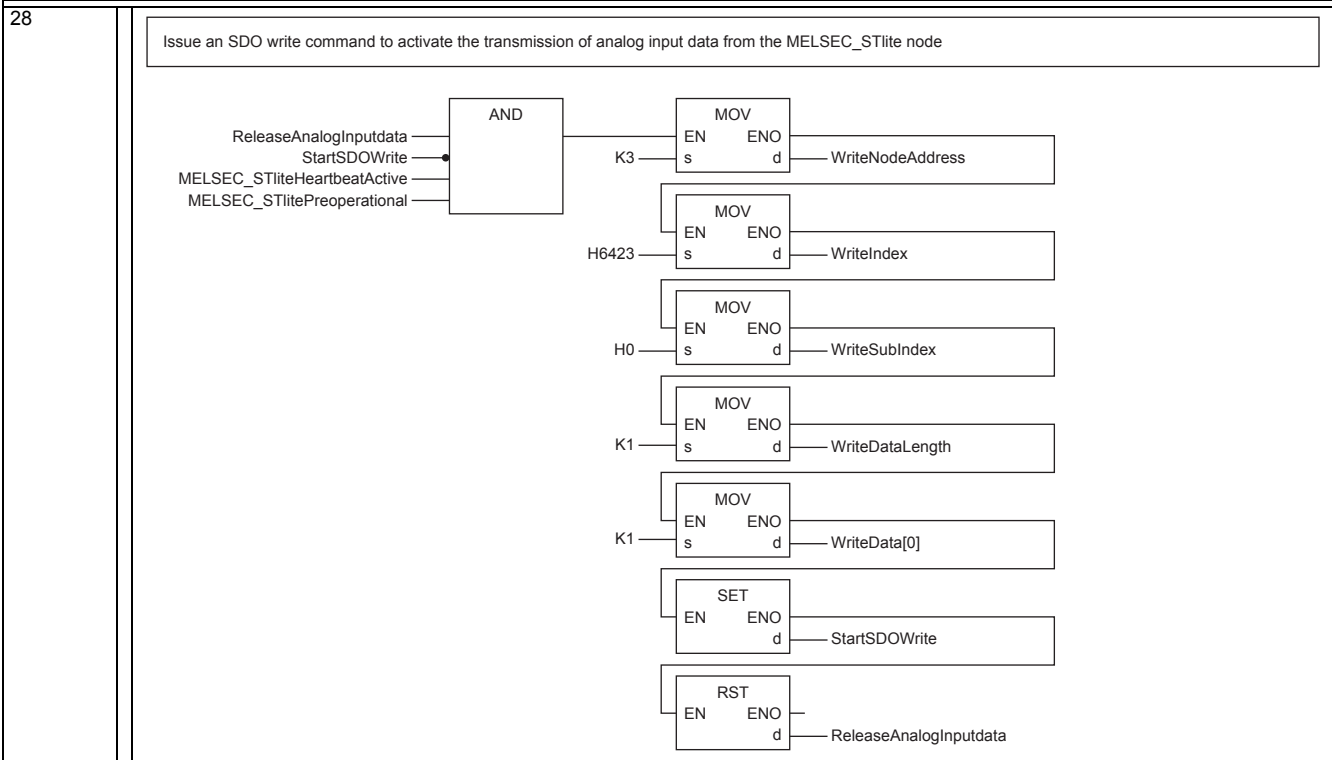 28
Issue an SDO write command to activate the transmission of analog input data from the MELSEC_STlite node
AND
ReleaseAnalogInputdata
StartSDOWrite
MELSEC_STliteHeartbeatActive
MELSEC_STlitePreoperational
MOV
EN ENO
K3 s d WriteNodeAddress
MOV
EN ENO
H6423 s d WriteIndex
MOV
EN ENO
H0 s d WriteSubIndex
MOV
EN ENO
K1 s d WriteDataLength
MOV
EN ENO
K1 s d WriteData[0]
SET
EN ENO
d StartSDOWrite
RST
EN ENO
d ReleaseAnalogInputdata